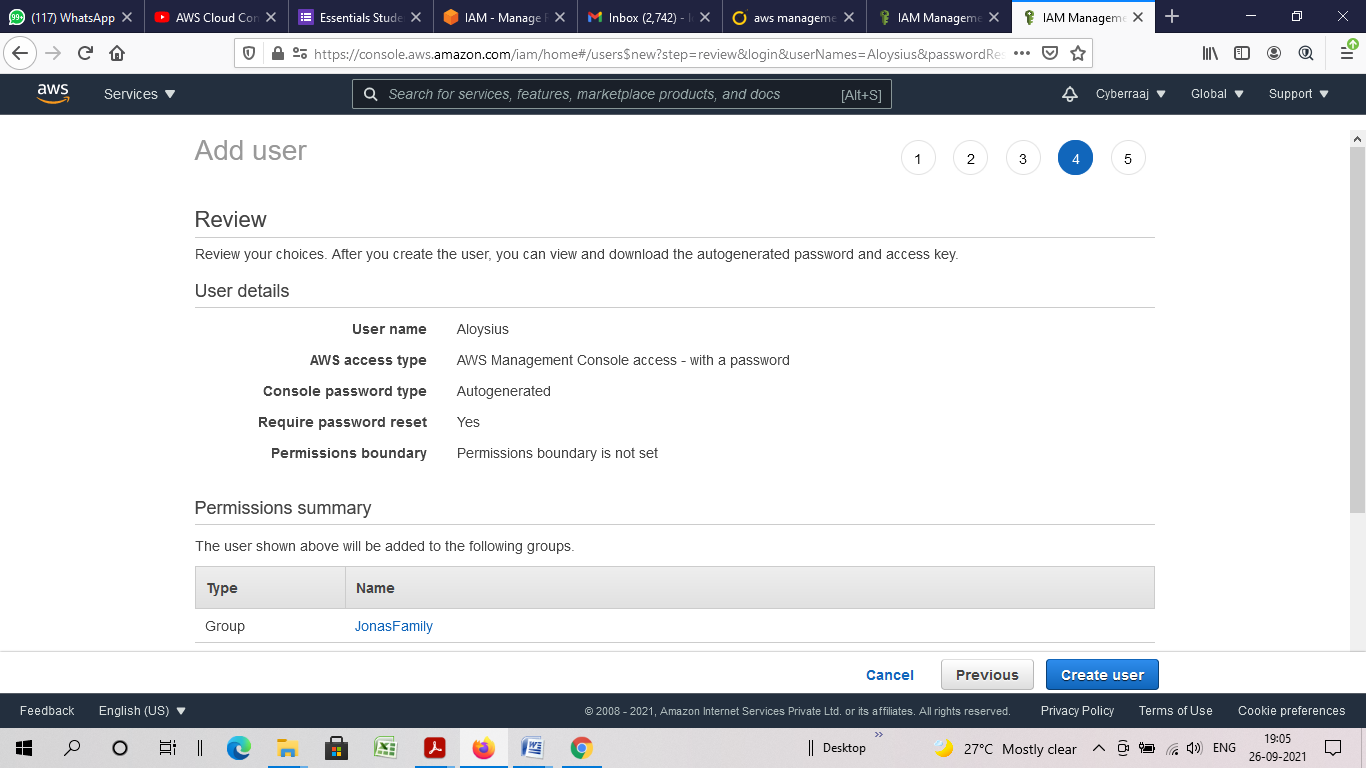 (117) WhatsApp
AWS Cloud Con
Essentials Stude
IAM - Manage P
Inbox (2,742) - 
aws manageme
IAM Manageme
IAM Manageme
https://console.aws.amazon.com/iam/home#/users$new?step=review&login&userNames=Aloysius&passwordRes
aws
Services
Search for services, features, marketplace products, and docs [Alt+S]
Cyberraaj
Global
Support
Add user
1 2 3 4 5
Review
Review your choices. After you create the user, you can view and download the autogenerated password and access key.
User details
User name Aloysius
AWS access type AWS Management Console access - with a password
Console password type Autogenerated
Require password reset Yes
Permissions boundary Permissions boundary is not set
Permissions summary
The user shown above will be added to the following groups.
Type Name
Group JonasFamily
Cancel Previous Create user
Feedback English (US) © 2008 - 2021, Amazon Internet Services Private Ltd. or its affiliates. All rights reserved. Privacy Policy Terms of Use Cookie preferences
Desktop 27°C Mostly clear ENG 19:05
26-09-2021